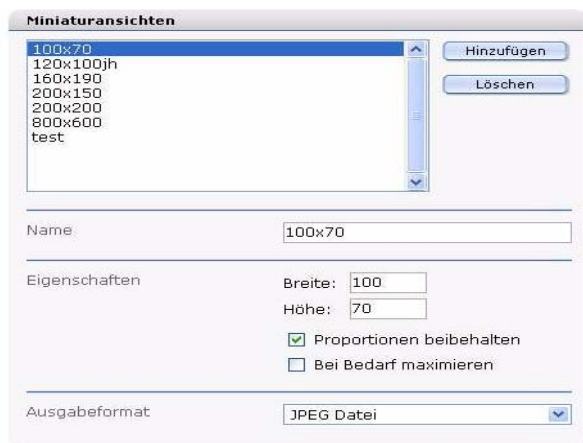 Miniaturansichten
100x70
120x100jh
160x190
200x150
200x200
800x600
test
Hinzufügen
Löschen
Name
100x70
Eigenschaften
Breite: 100
Höhe: 70
Proportionen beibehalten
Bei Bedarf maximieren
Ausgabeformat
JPEG Datei